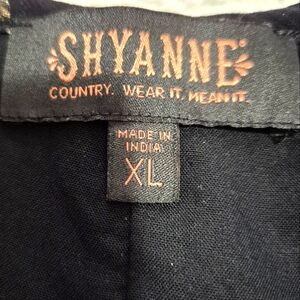 SHYANNE
COUNTRY. WEAR IT. MEAN IT.
MADE IN
INDIA
XL